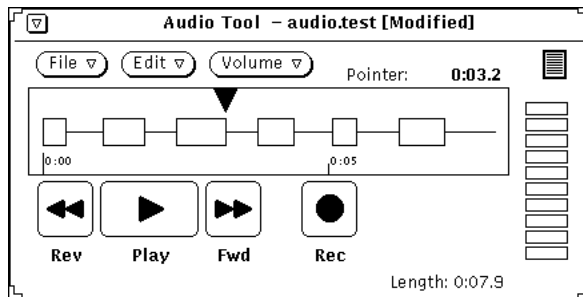 Audio Tool – audio.test [Modified]
File Edit Volume Pointer: 0:03.2
0:00 0:05
Rev Play Fwd Rec
Length: 0:07.9